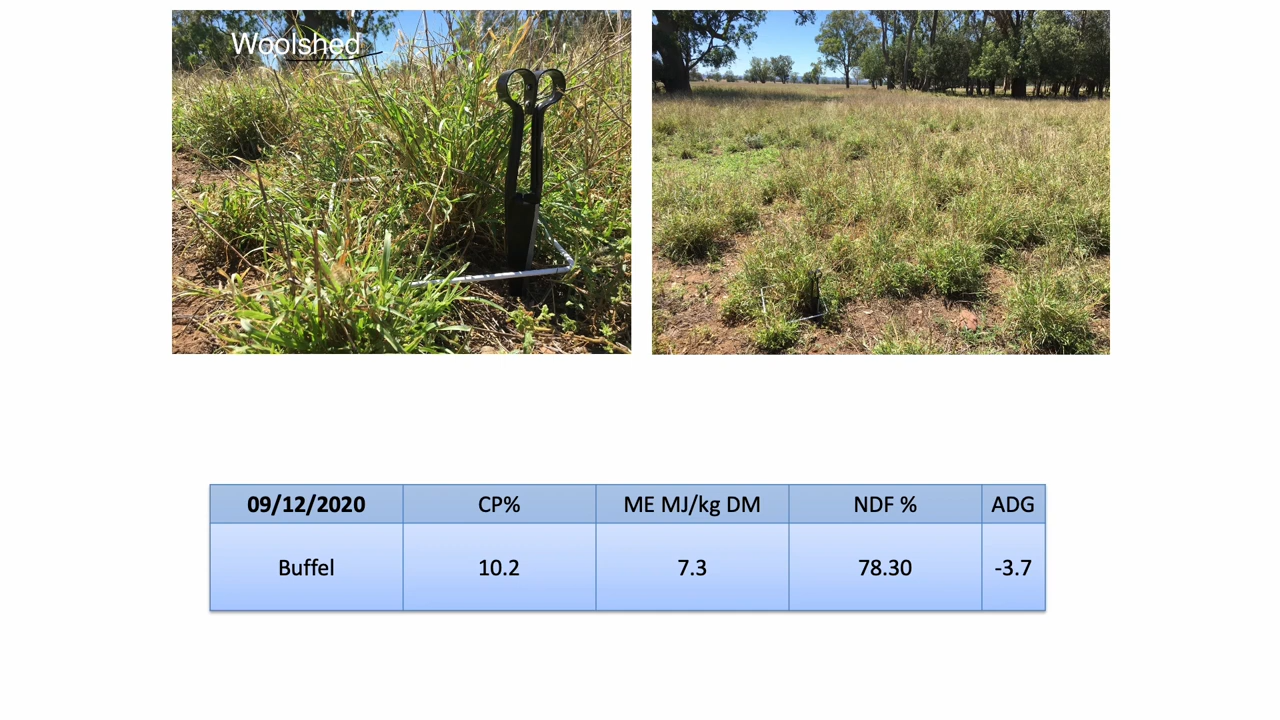 Woolshed
09/12/2020 CP% ME MJ/kg DM NDF % ADG
Buffel 10.2 7.3 78.30 -3.7